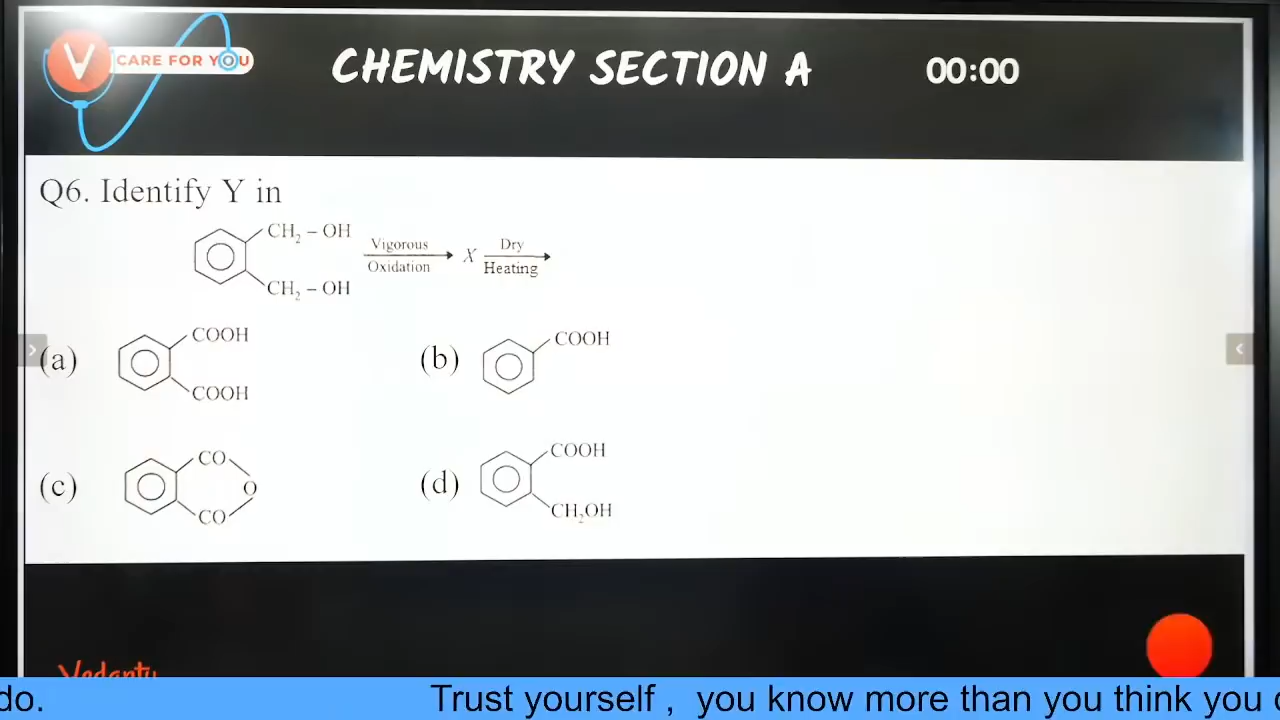 V
CARE FOR YOU
CHEMISTRY SECTION A
00:00
Q6. Identify Y in
CH₂ – OH
CH₂ – OH
Vigorous
Oxidation
X
Dry
Heating
(a)
COOH
COOH
(b)
COOH
(c)
CO
O
CO
(d)
COOH
CH₂OH
do. Trust yourself , you know more than you think you